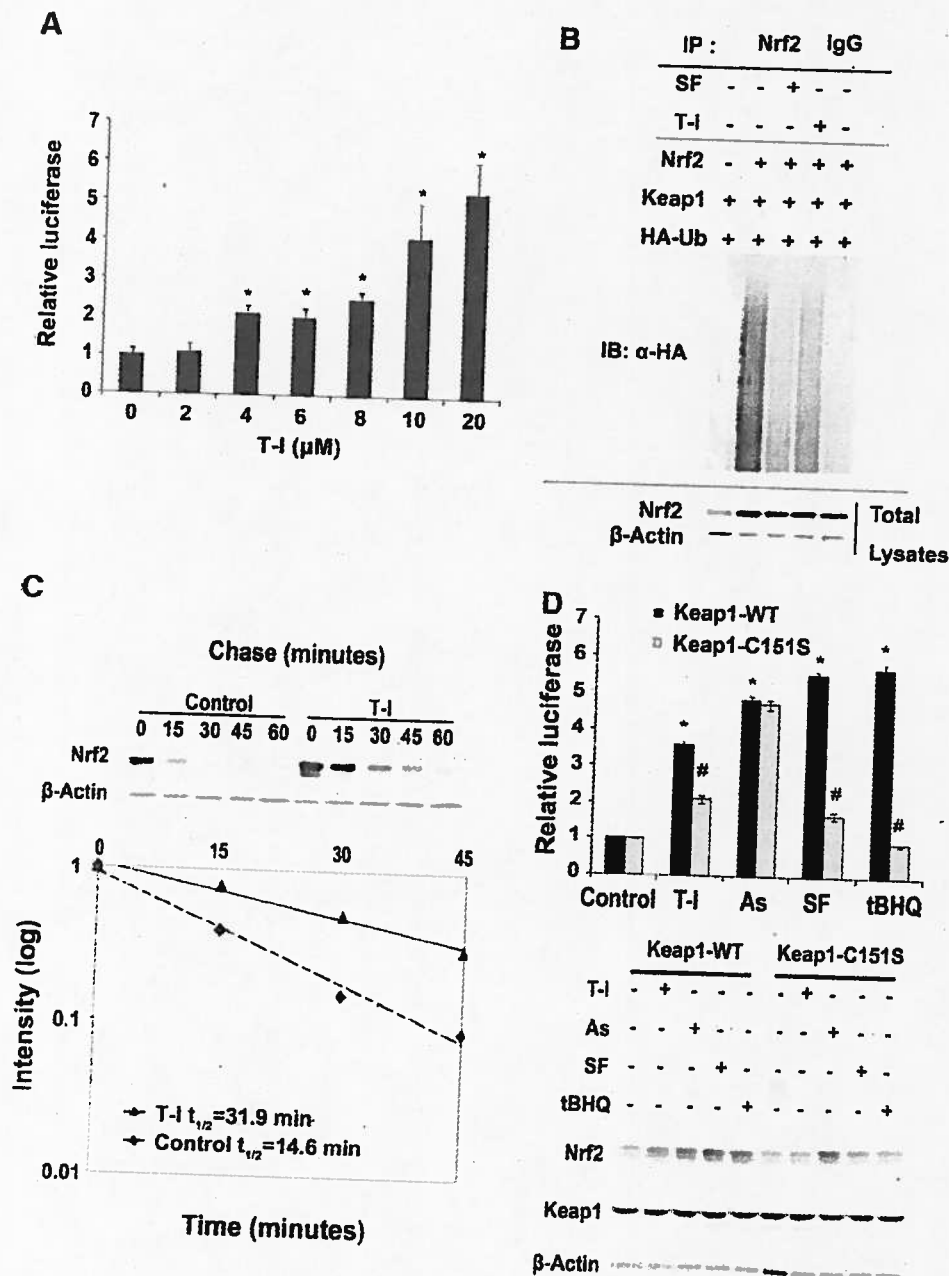 A
Relative luciferase
7
6
5
4
3
2
1
0
* * * * *
0 2 4 6 8 10 20
T-I (µM)
B
IP : Nrf2 IgG
SF - - + - -
T-I - - - + -
Nrf2 - + + + +
Keap1 + + + + +
HA-Ub + + + + +
IB: α-HA
Nrf2
β-Actin
Total
Lysates
C
Chase (minutes)
Control T-I
0 15 30 45 60 0 15 30 45 60
Nrf2
β-Actin
0 15 30 45
1
0.1
0.01
Intensity (log)
T-I t1/2=31.9 min
Control t1/2=14.6 min
Time (minutes)
D
Keap1-WT
Keap1-C151S
Relative luciferase
7
6
5
4
3
2
1
0
* # * * # * #
Control T-I As SF tBHQ
Keap1-WT Keap1-C151S
T-I - + - - - - + - - -
As - - + - - - - + - -
SF - - - + - - - - + -
tBHQ - - - - + - - - - +
Nrf2
Keap1
β-Actin